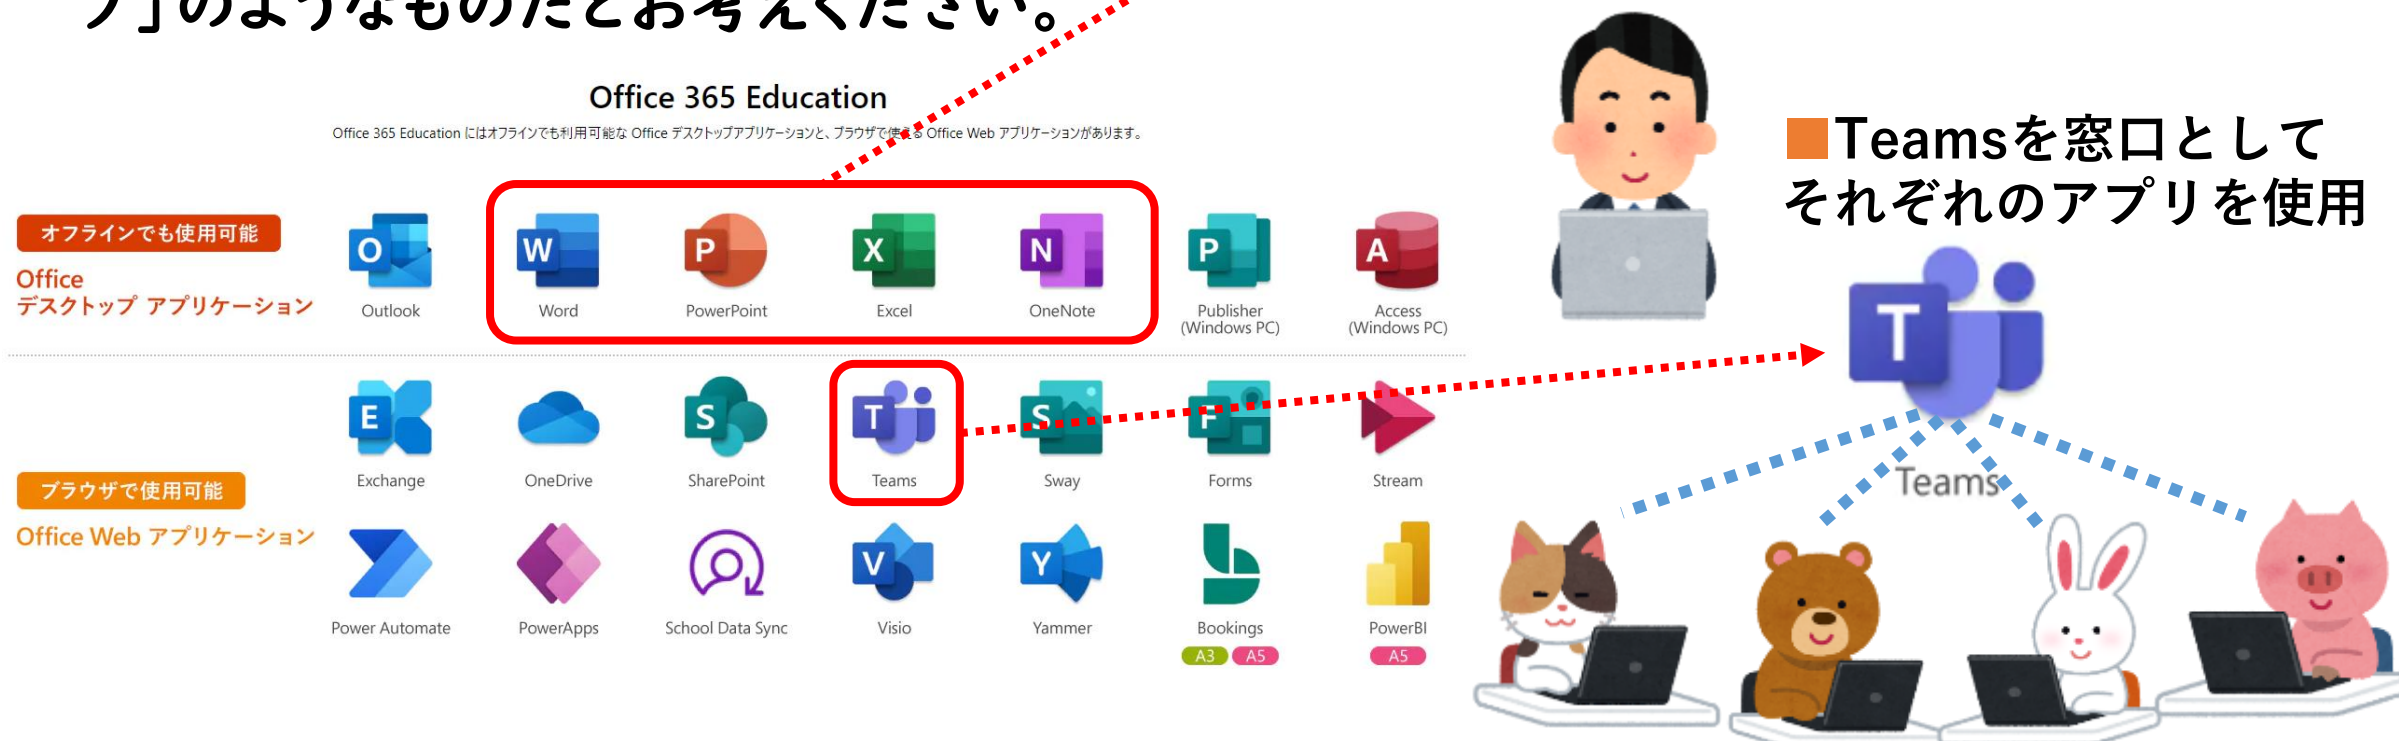 プ」のようなものだとお考えください。
Office 365 Education
Office 365 Education にはオフラインでも利用可能な Office デスクトップアプリケーションと、ブラウザで使える Office Web アプリケーションがあります。
■Teamsを窓口として
それぞれのアプリを使用
オフラインでも使用可能
Office
デスクトップ アプリケーション
O
W
P
X
N
P
A
Outlook
Word
PowerPoint
Excel
OneNote
Publisher
(Windows PC)
Access
(Windows PC)
T
Teams
E
S
T
S
F
Exchange
OneDrive
SharePoint
Teams
Sway
Forms
Stream
ブラウザで使用可能
Office Web アプリケーション
V
Y
Power Automate
PowerApps
School Data Sync
Visio
Yammer
Bookings
A3 A5
PowerBI
A5